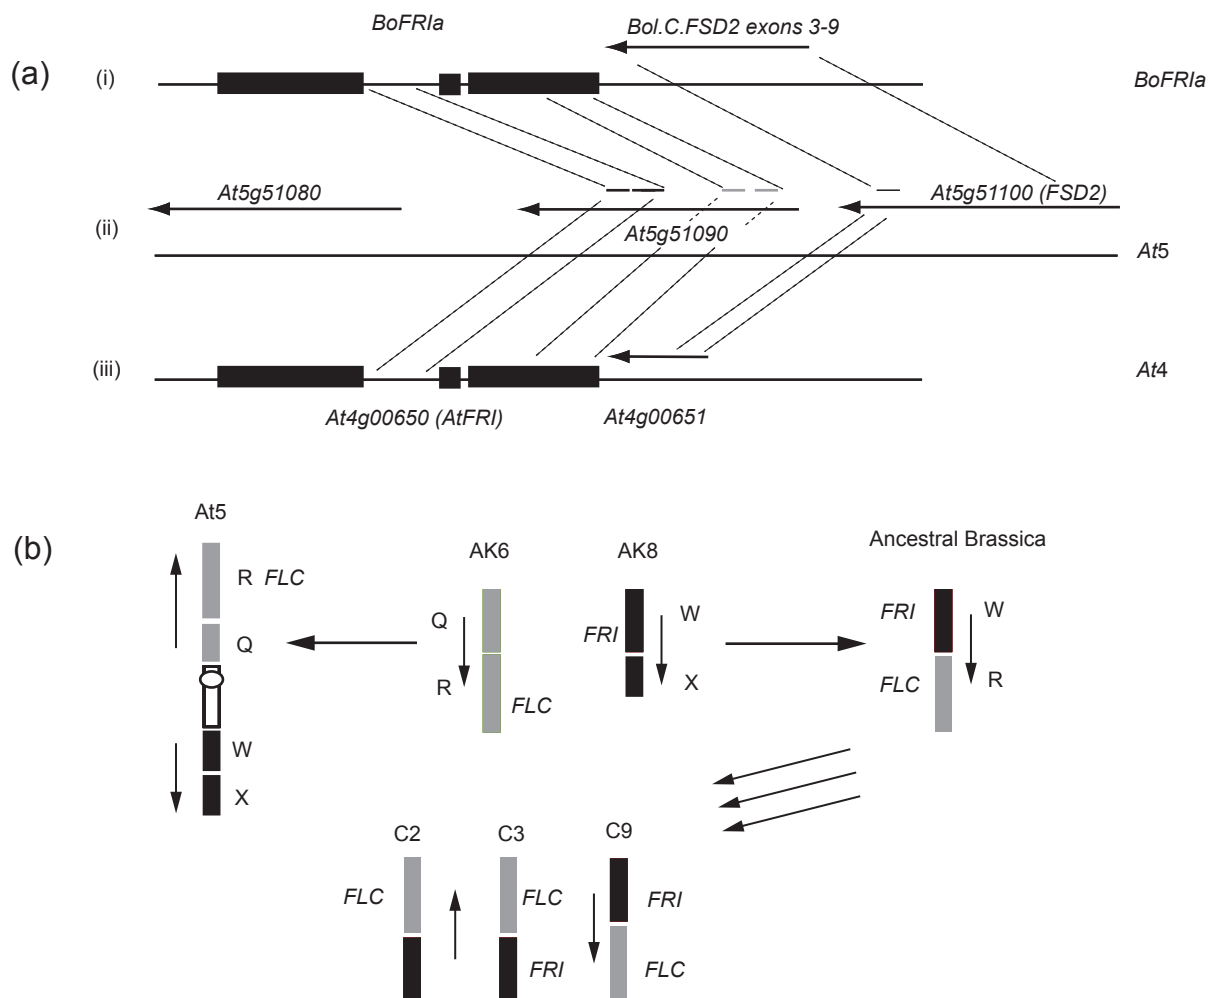 (a)
BoFRIa
Bol.C.FSD2 exons 3-9
(i)
BoFRIa
At5g51080
At5g51100 (FSD2)
At5g51090
(ii)
At5
(iii)
At4
At4g00650 (AtFRI)
At4g00651
(b)
At5
R FLC
Q
W
X
AK6
Q
R
FLC
AK8
FRI
W
X
Ancestral Brassica
FRI
W
FLC
R
C2
FLC
C3
FLC
FRI
C9
FRI
FLC